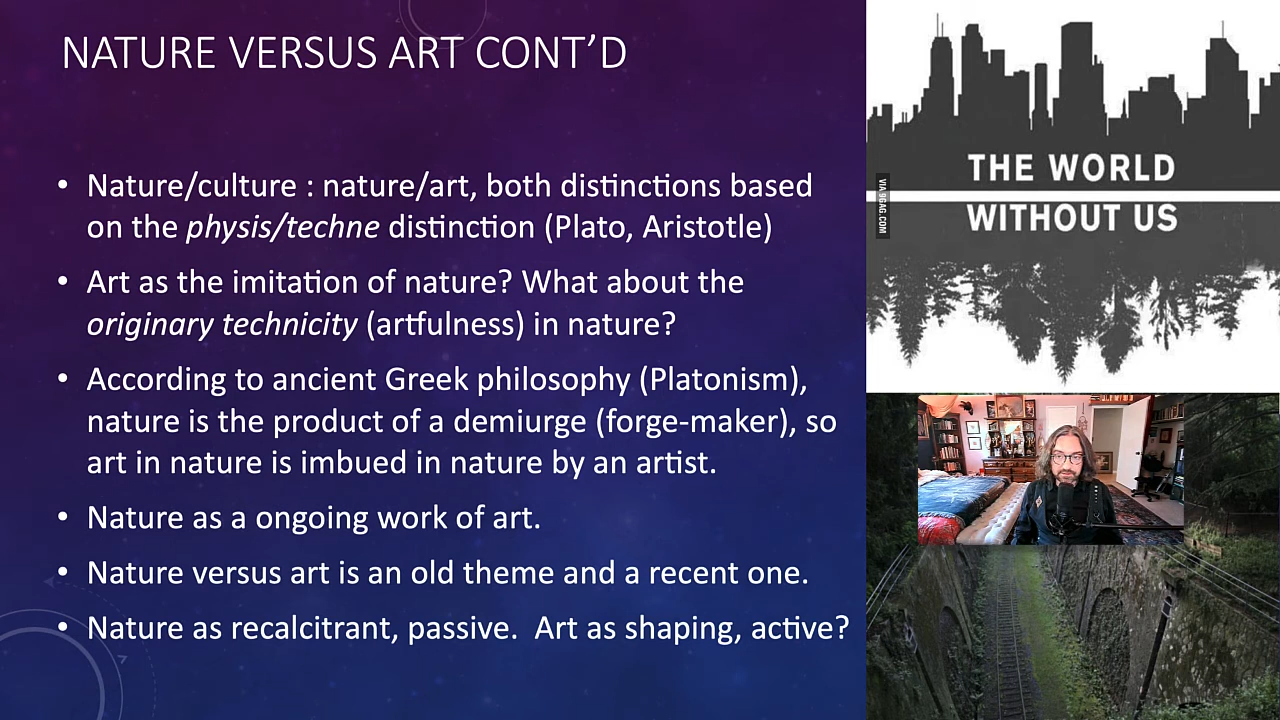 NATURE VERSUS ART CONT’D
• Nature/culture : nature/art, both distinctions based
on the physis/techne distinction (Plato, Aristotle)
• Art as the imitation of nature? What about the
originary technicity (artfulness) in nature?
• According to ancient Greek philosophy (Platonism),
nature is the product of a demiurge (forge-maker), so
art in nature is imbued in nature by an artist.
• Nature as a ongoing work of art.
• Nature versus art is an old theme and a recent one.
• Nature as recalcitrant, passive.  Art as shaping, active?
THE WORLD
WITHOUT US
VIA 9GAG.COM